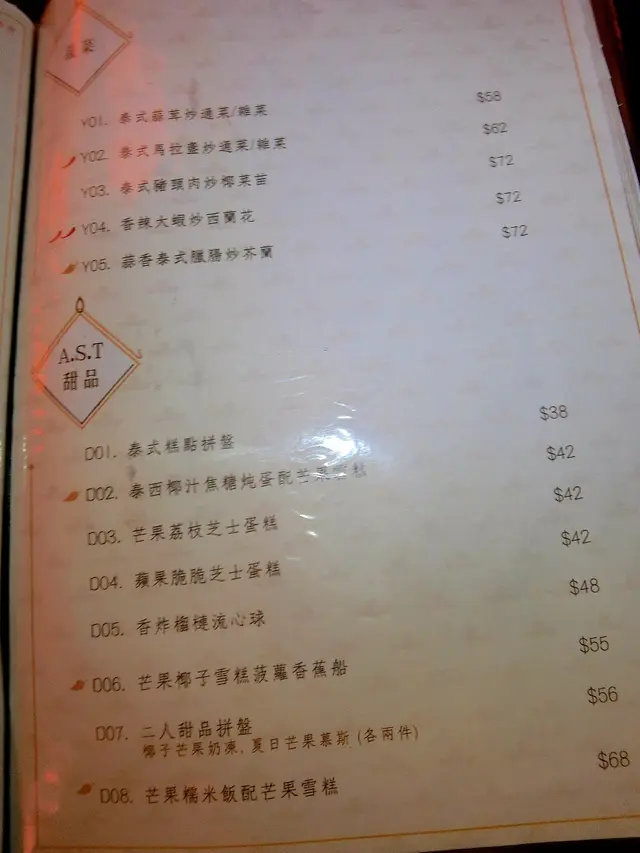 蔬菜
Y01. 泰式蒜茸炒通菜/雜菜 $58
Y02. 泰式馬拉盞炒通菜/雜菜 $62
Y03. 泰式豬頸肉炒椰菜苗 $72
Y04. 香辣大蝦炒西蘭花 $72
Y05. 蒜香泰式臘腸炒芥蘭 $72
A.S.T
甜品
D01. 泰式糕點拼盤 $38
D02. 泰西椰汁焦糖炖蛋配芒果雪糕 $42
D03. 芒果荔枝芝士蛋糕 $42
D04. 蘋果脆脆芝士蛋糕 $42
D05. 香炸榴槤流心球 $48
D06. 芒果椰子雪糕菠蘿香蕉船 $55
D07. 二人甜品拼盤 $56
椰子芒果奶凍, 夏日芒果慕斯 (各兩件)
D08. 芒果糯米飯配芒果雪糕 $68